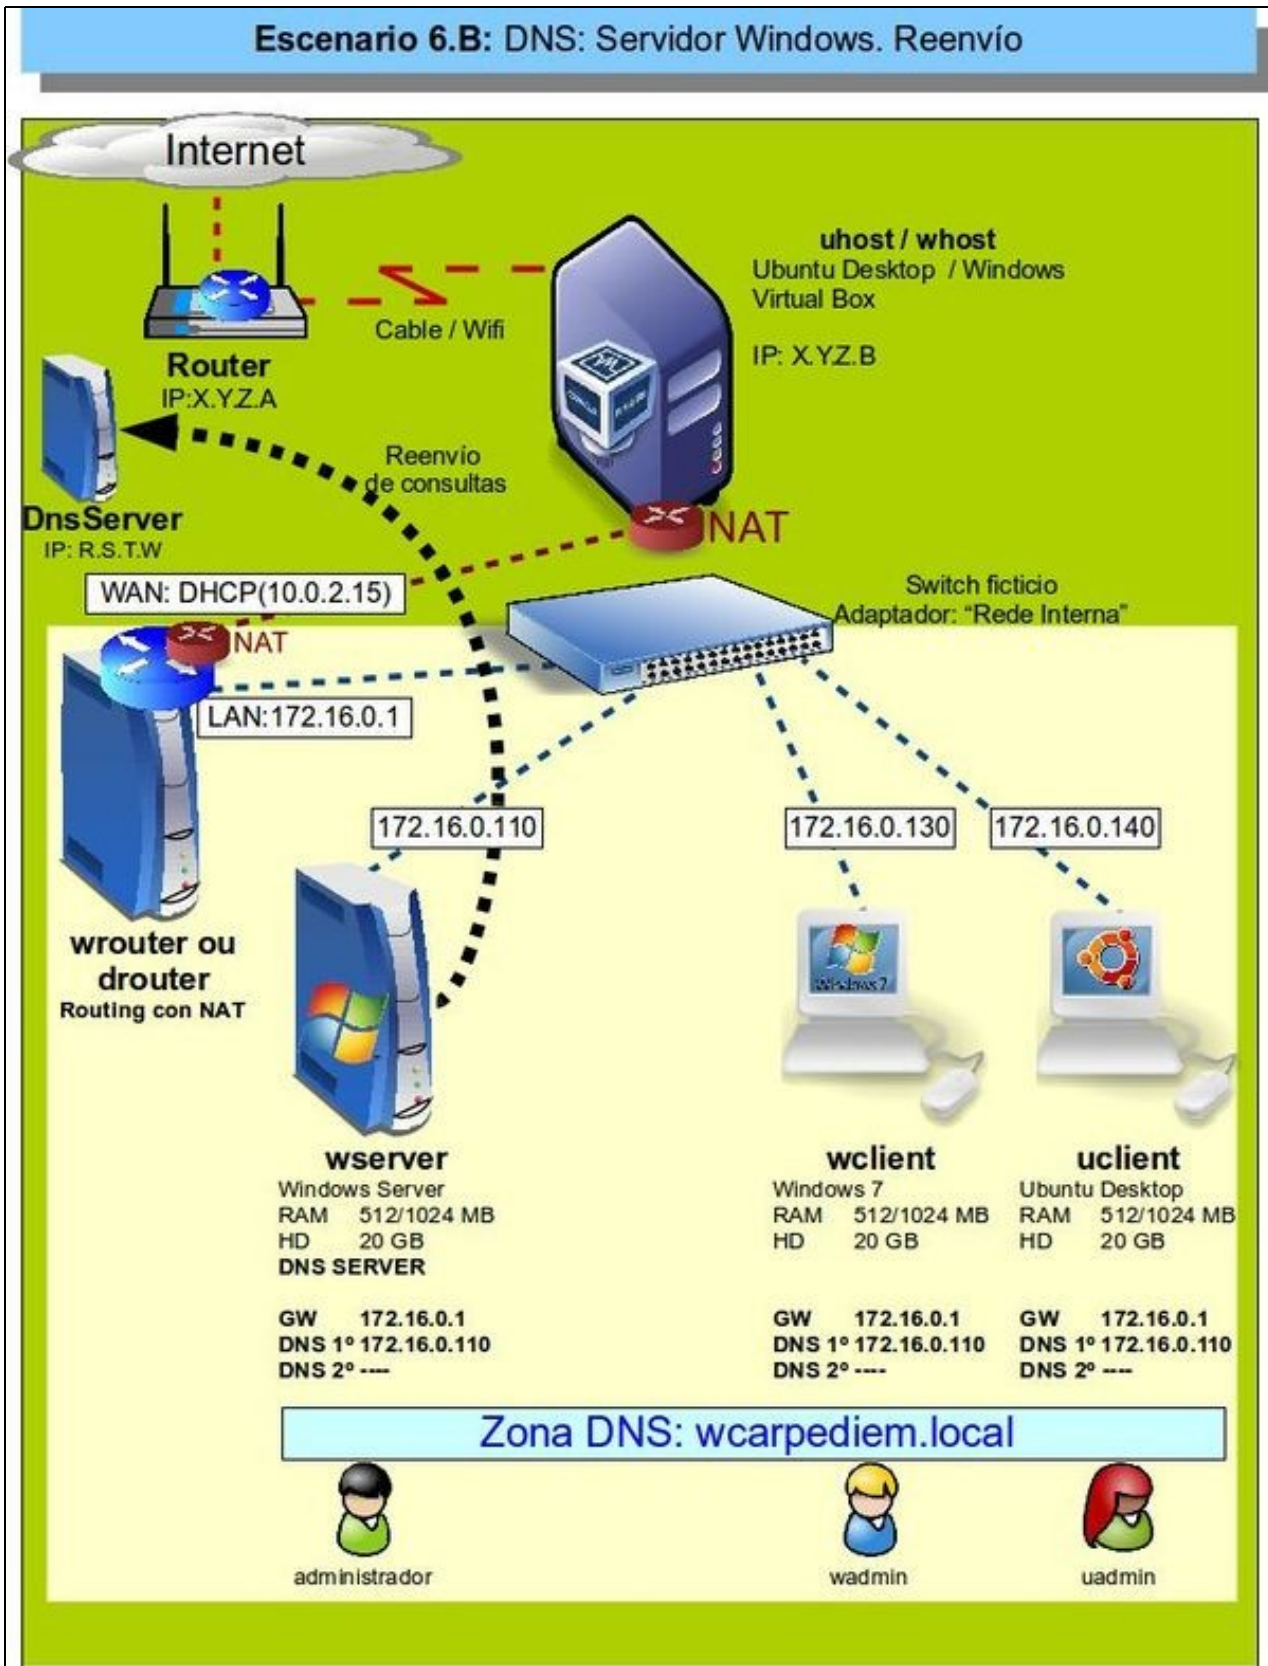 Escenario 6.B: DNS: Servidor Windows. Reenvío
Internet
uhost / whost
Ubuntu Desktop / Windows
Virtual Box
IP: X.Y.Z.B
Cable / Wifi
Router
IP:X.Y.Z.A
Reenvío
de consultas
DnsServer
IP: R.S.T.W
NAT
WAN: DHCP(10.0.2.15)
Switch ficticio
Adaptador: “Rede Interna”
NAT
LAN:172.16.0.1
172.16.0.110
172.16.0.130
172.16.0.140
wrouter ou
drouter
Routing con NAT
Windows 7
wserver
Windows Server
RAM 512/1024 MB
HD 20 GB
DNS SERVER
GW 172.16.0.1
DNS 1º 172.16.0.110
DNS 2º ----
wclient
Windows 7
RAM 512/1024 MB
HD 20 GB
GW 172.16.0.1
DNS 1º 172.16.0.110
DNS 2º ----
uclient
Ubuntu Desktop
RAM 512/1024 MB
HD 20 GB
GW 172.16.0.1
DNS 1º 172.16.0.110
DNS 2º ----
Zona DNS: wcarpediem.local
administrador
wadmin
uadmin